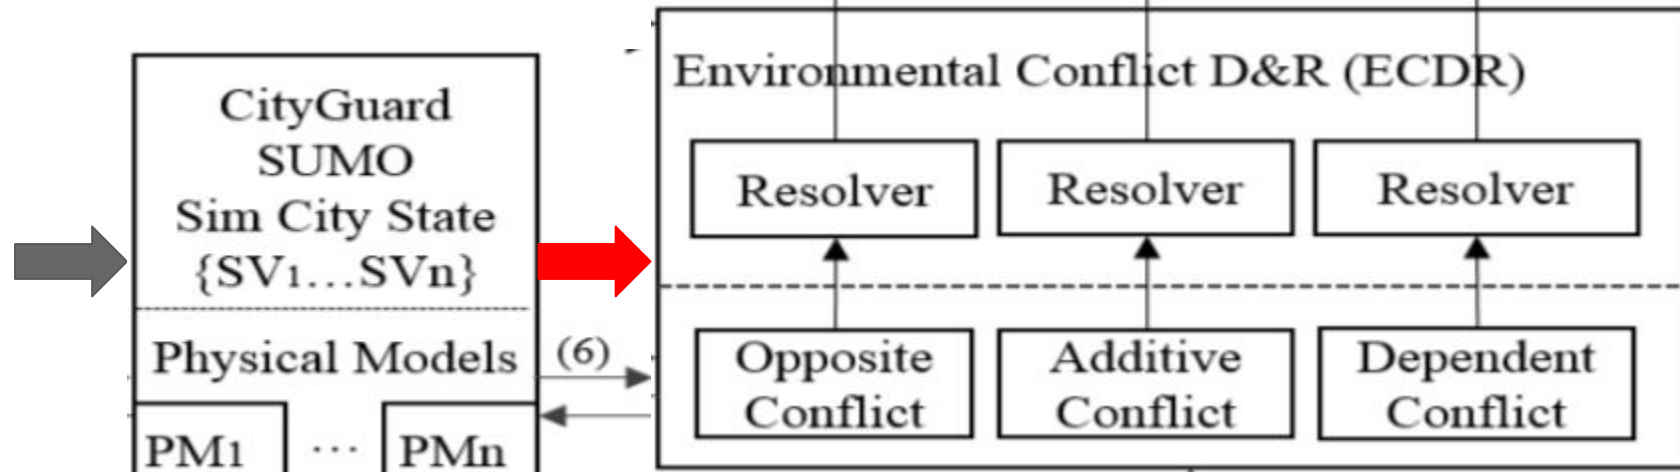 CityGuard
SUMO
Sim City State
{SV1...SVn}
Physical Models
PM1 ... PMn
(6)
Environmental Conflict D&R (ECDR)
Resolver Resolver Resolver
Opposite Conflict
Additive Conflict
Dependent Conflict